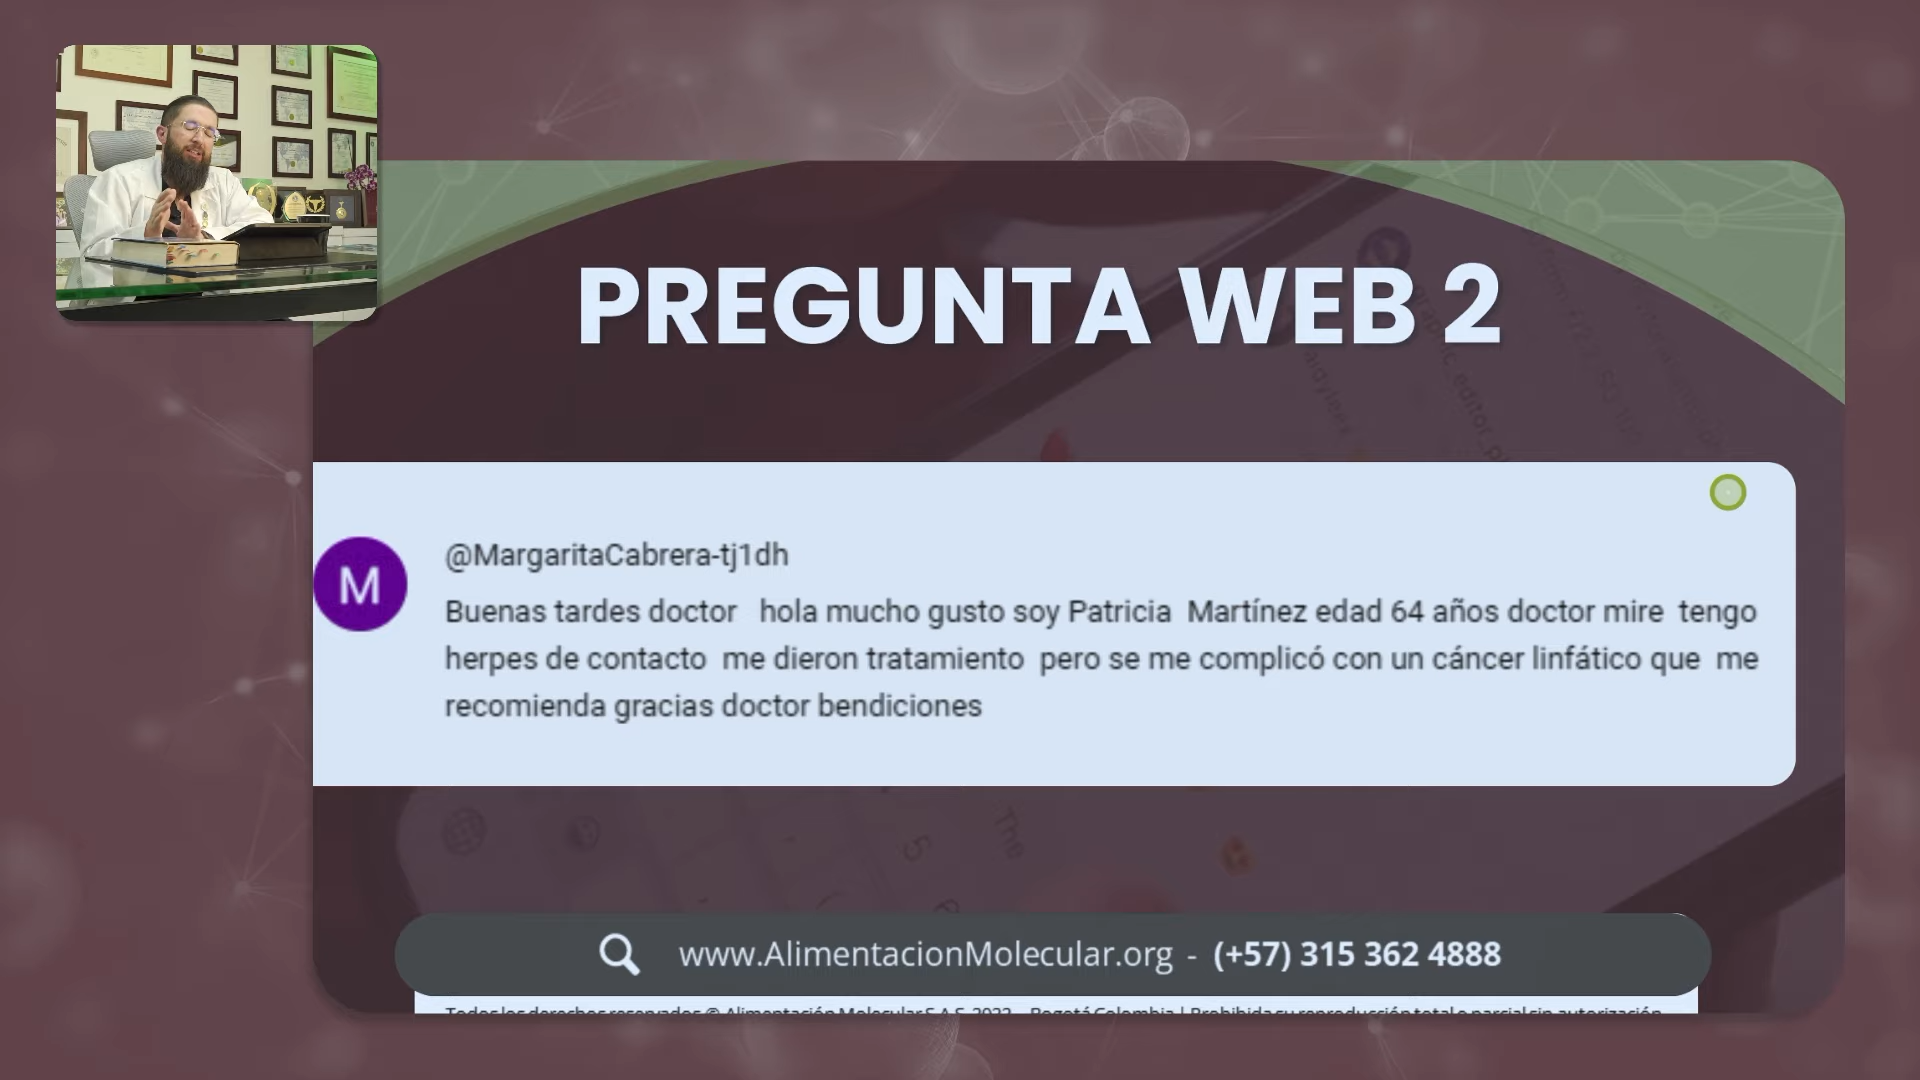 PREGUNTA WEB 2
@MargaritaCabrera-tj1dh
M
Buenas tardes doctor hola mucho gusto soy Patricia Martínez edad 64 años doctor mire tengo
herpes de contacto me dieron tratamiento pero se me complicó con un cáncer linfático que me
recomienda gracias doctor bendiciones
www.AlimentacionMolecular.org - (+57) 315 362 4888